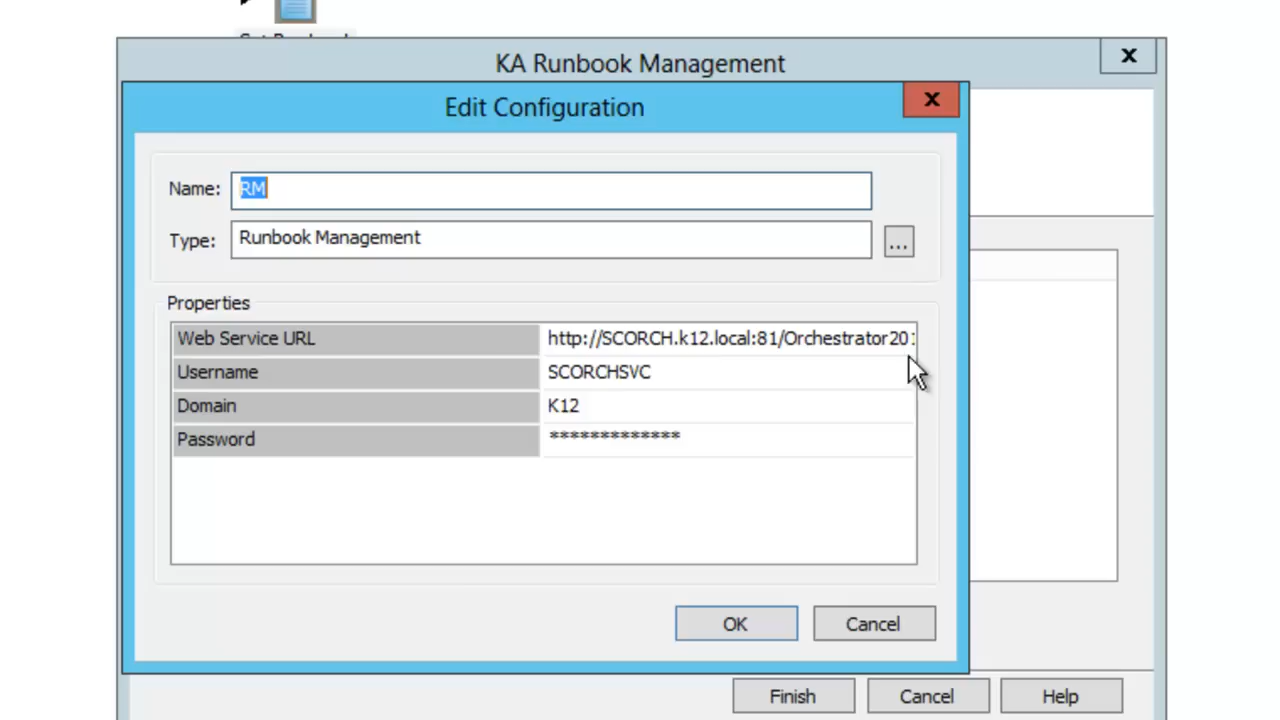 KA Runbook Management
x
Edit Configuration
x
Name: RM
Type: Runbook Management
...
Properties
Web Service URL http://SCORCH.k12.local:81/Orchestrator201
Username SCORCHSVC
Domain K12
Password *************
OK Cancel
Finish Cancel Help